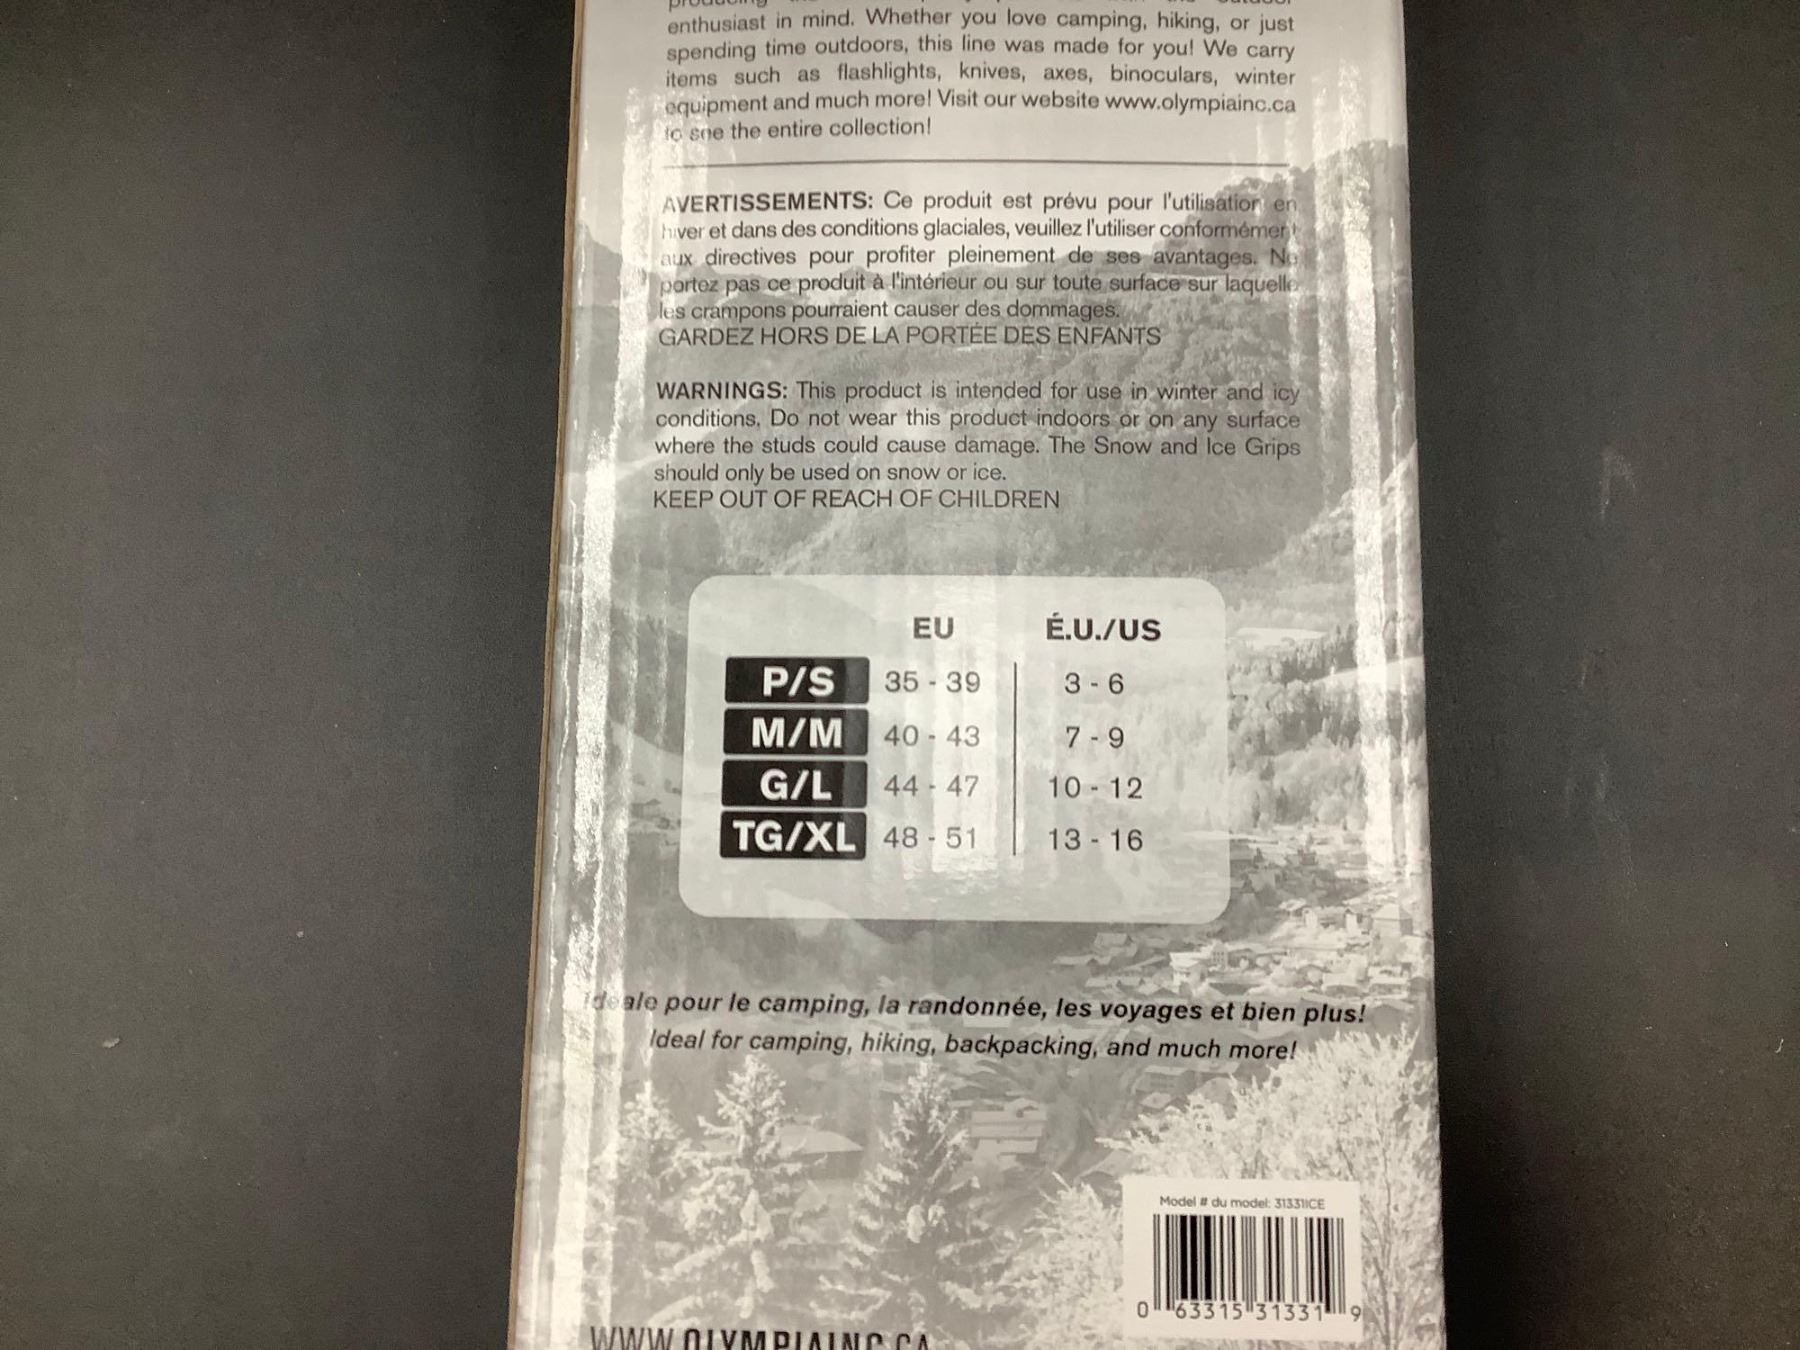 producing
enthusiast in mind. Whether you love camping, hiking, or just
spending time outdoors, this line was made for you! We carry
items such as flashlights, knives, axes, binoculars, winter
equipment and much more! Visit our website www.olympiainc.ca
to see the entire collection!
AVERTISSEMENTS: Ce produit est prévu pour l'utilisation en
hiver et dans des conditions glaciales, veuillez l'utiliser conformément
aux directives pour profiter pleinement de ses avantages. Ne
portez pas ce produit à l'intérieur ou sur toute surface sur laquelle
les crampons pourraient causer des dommages.
GARDEZ HORS DE LA PORTÉE DES ENFANTS
WARNINGS: This product is intended for use in winter and icy
conditions. Do not wear this product indoors or on any surface
where the studs could cause damage. The Snow and Ice Grips
should only be used on snow or ice.
KEEP OUT OF REACH OF CHILDREN
EU É.U./US
P/S 35 - 39 3 - 6
M/M 40 - 43 7 - 9
G/L 44 - 47 10 - 12
TG/XL 48 - 51 13 - 16
Idéale pour le camping, la randonnée, les voyages et bien plus!
Ideal for camping, hiking, backpacking, and much more!
Model # du model: 31331ICE
0 63315 31331 9
WWW.OLYMPIAINC.CA